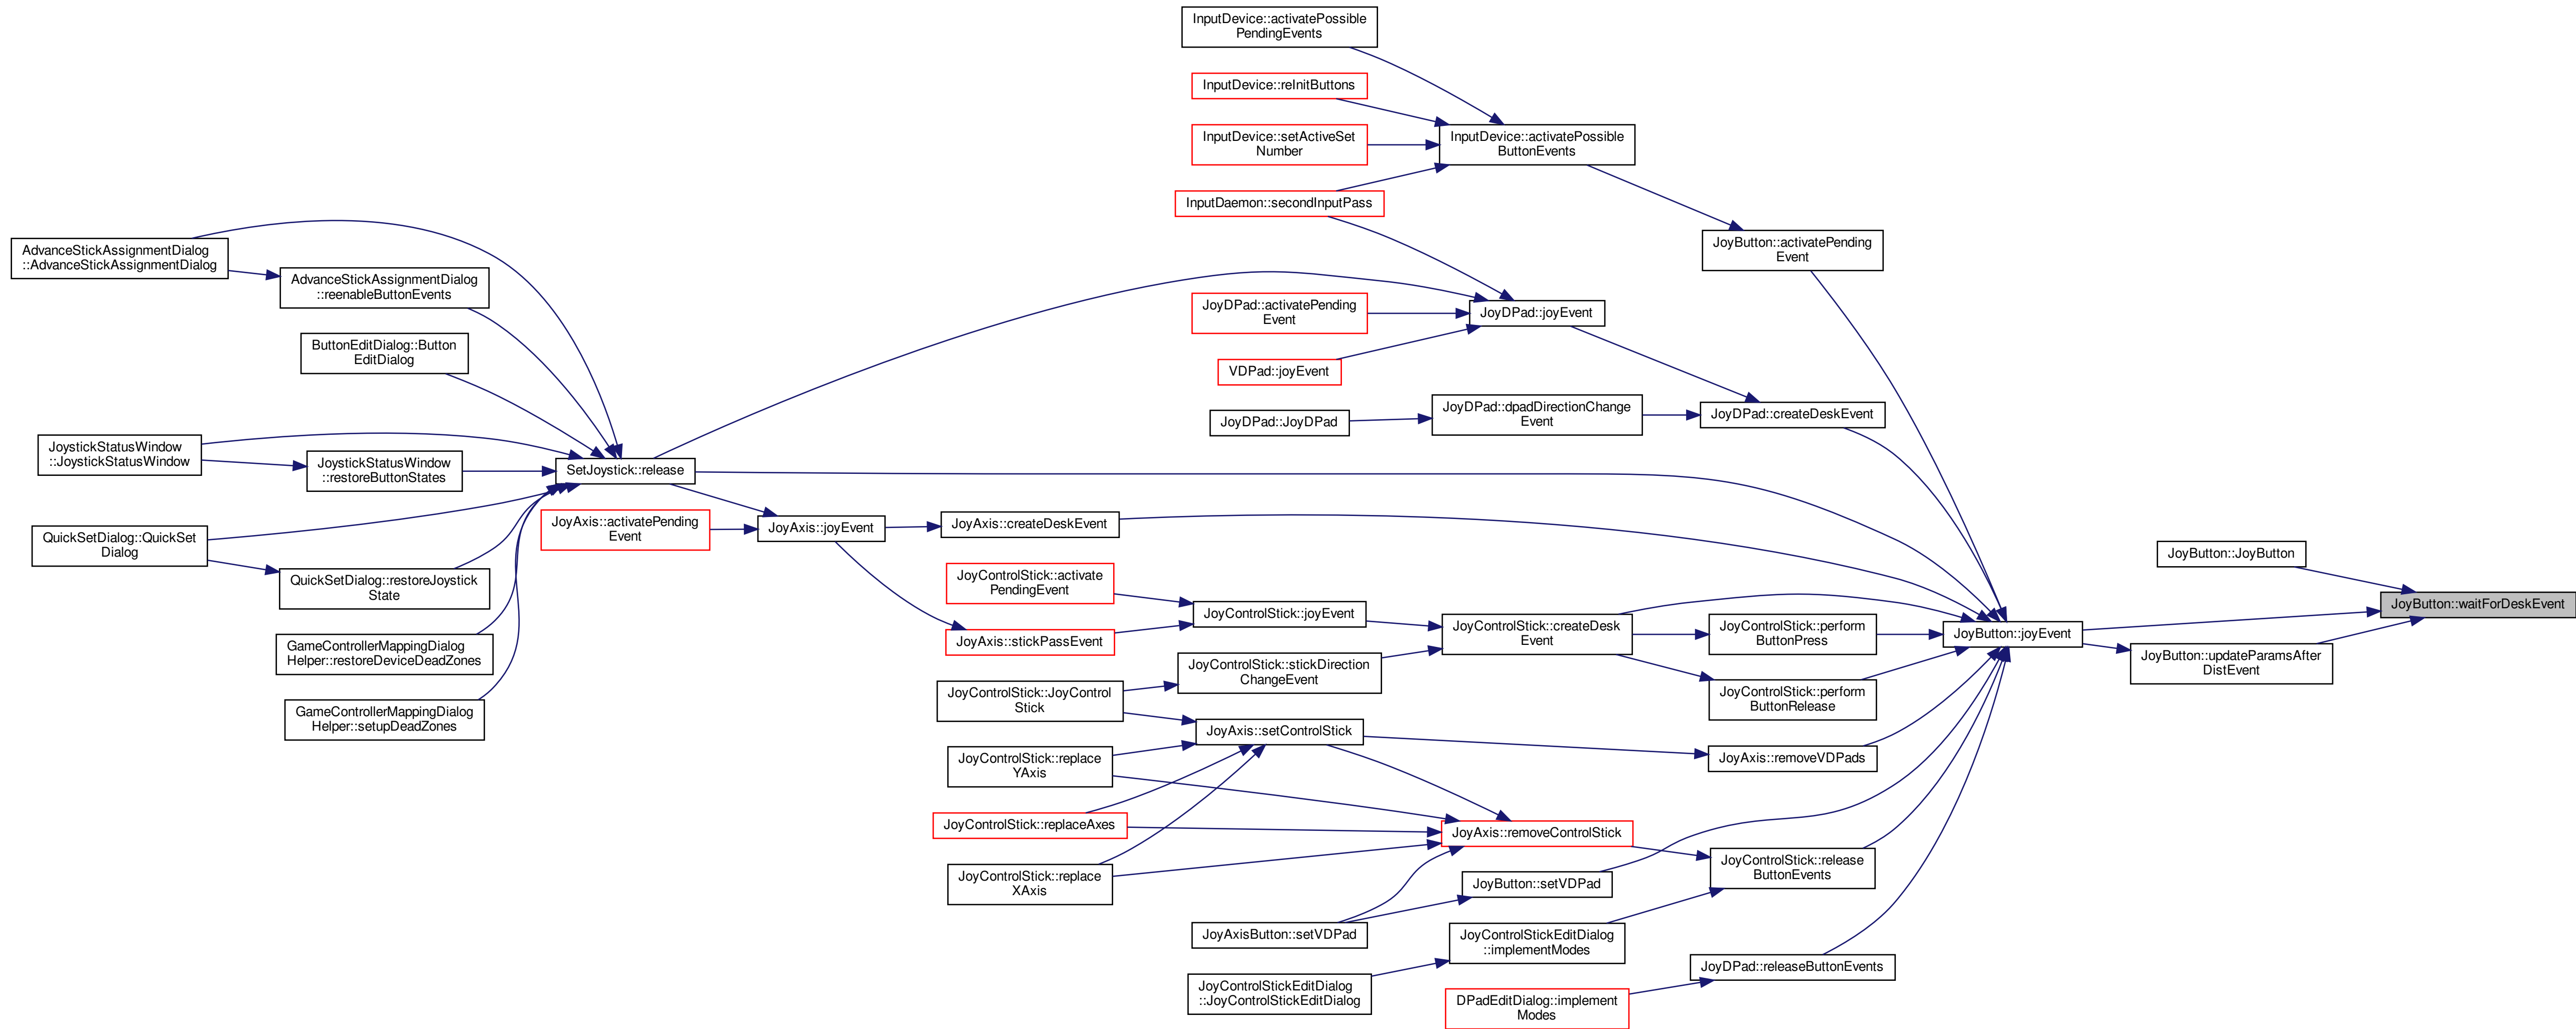 InputDevice::activatePossible
PendingEvents
InputDevice::reInitButtons
InputDevice::setActiveSet
Number
InputDevice::activatePossible
ButtonEvents
InputDaemon::secondInputPass
JoyButton::activatePending
Event
AdvanceStickAssignmentDialog
::AdvanceStickAssignmentDialog
AdvanceStickAssignmentDialog
::reenableButtonEvents
JoyDPad::activatePending
Event
JoyDPad::joyEvent
ButtonEditDialog::Button
EditDialog
VDPad::joyEvent
JoyDPad::JoyDPad
JoyDPad::dpadDirectionChange
Event
JoyDPad::createDeskEvent
JoystickStatusWindow
::JoystickStatusWindow
JoystickStatusWindow
::restoreButtonStates
SetJoystick::release
QuickSetDialog::QuickSet
Dialog
JoyAxis::activatePending
Event
JoyAxis::joyEvent
JoyAxis::createDeskEvent
JoyButton::JoyButton
QuickSetDialog::restoreJoystick
State
JoyControlStick::activate
PendingEvent
JoyControlStick::joyEvent
JoyButton::waitForDeskEvent
GameControllerMappingDialog
Helper::restoreDeviceDeadZones
JoyAxis::stickPassEvent
JoyControlStick::createDesk
Event
JoyControlStick::perform
ButtonPress
JoyButton::joyEvent
JoyButton::updateParamsAfter
DistEvent
JoyControlStick::stickDirection
ChangeEvent
JoyControlStick::perform
ButtonRelease
JoyControlStick::JoyControl
Stick
GameControllerMappingDialog
Helper::setupDeadZones
JoyAxis::setControlStick
JoyControlStick::replace
YAxis
JoyAxis::removeVDPads
JoyControlStick::replaceAxes
JoyAxis::removeControlStick
JoyControlStick::replace
XAxis
JoyButton::setVDPad
JoyControlStick::release
ButtonEvents
JoyAxisButton::setVDPad
JoyControlStickEditDialog
::implementModes
JoyDPad::releaseButtonEvents
JoyControlStickEditDialog
::JoyControlStickEditDialog
DPadEditDialog::implement
Modes